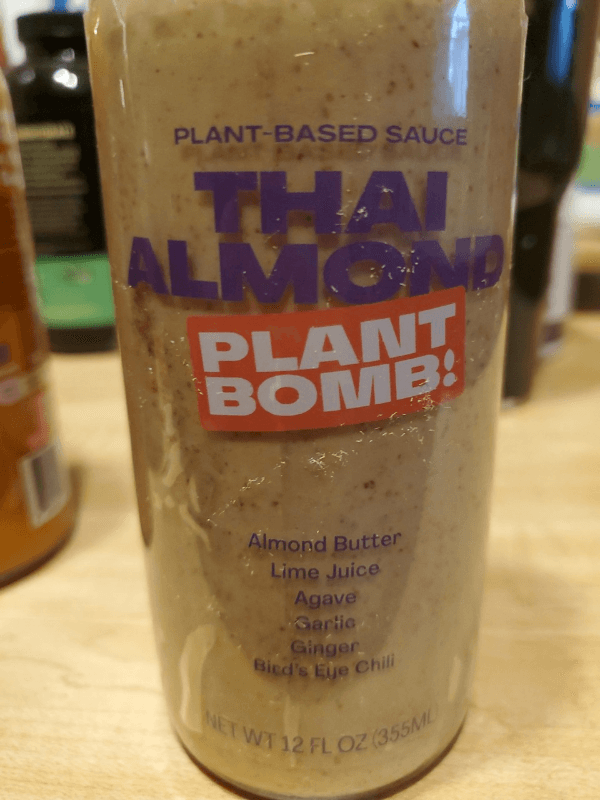 PLANT-BASED SAUCE
THAI
ALMOND
PLANT
BOMB!
Almond Butter
Lime Juice
Agave
Garlic
Ginger
Bird's Eye Chili
NET WT 12 FL OZ (355ML)